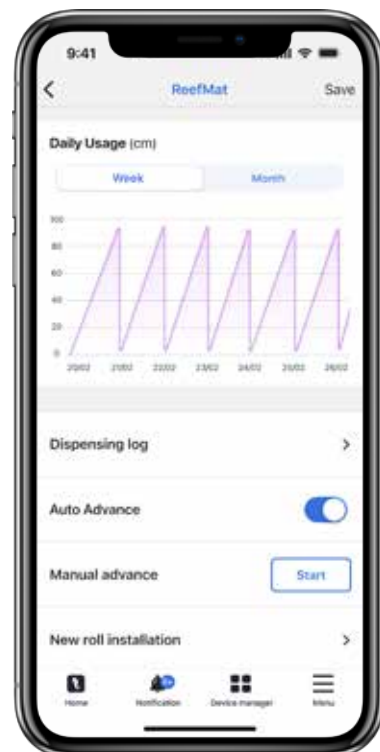 9:41
ReefMat Save
Daily Usage (cm)
Week Month
100
80
60
40
20
0
20/02 21/02 22/02 23/02 24/02 25/02 26/02
Dispensing log
Auto Advance
Manual advance Start
New roll installation
Home Notification Device manager Menu